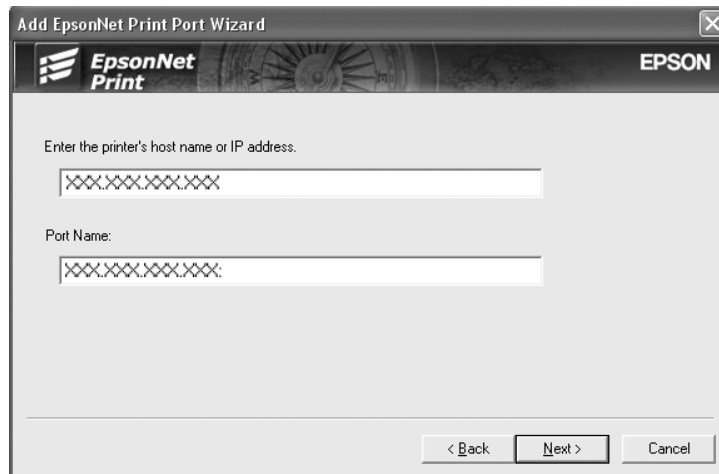 Add EpsonNet Print Port Wizard
EpsonNet
Print
EPSON
Enter the printer's host name or IP address.
XXX.XXX.XXX.XXX
Port Name:
XXX.XXX.XXX.XXX:
< Back
Next >
Cancel